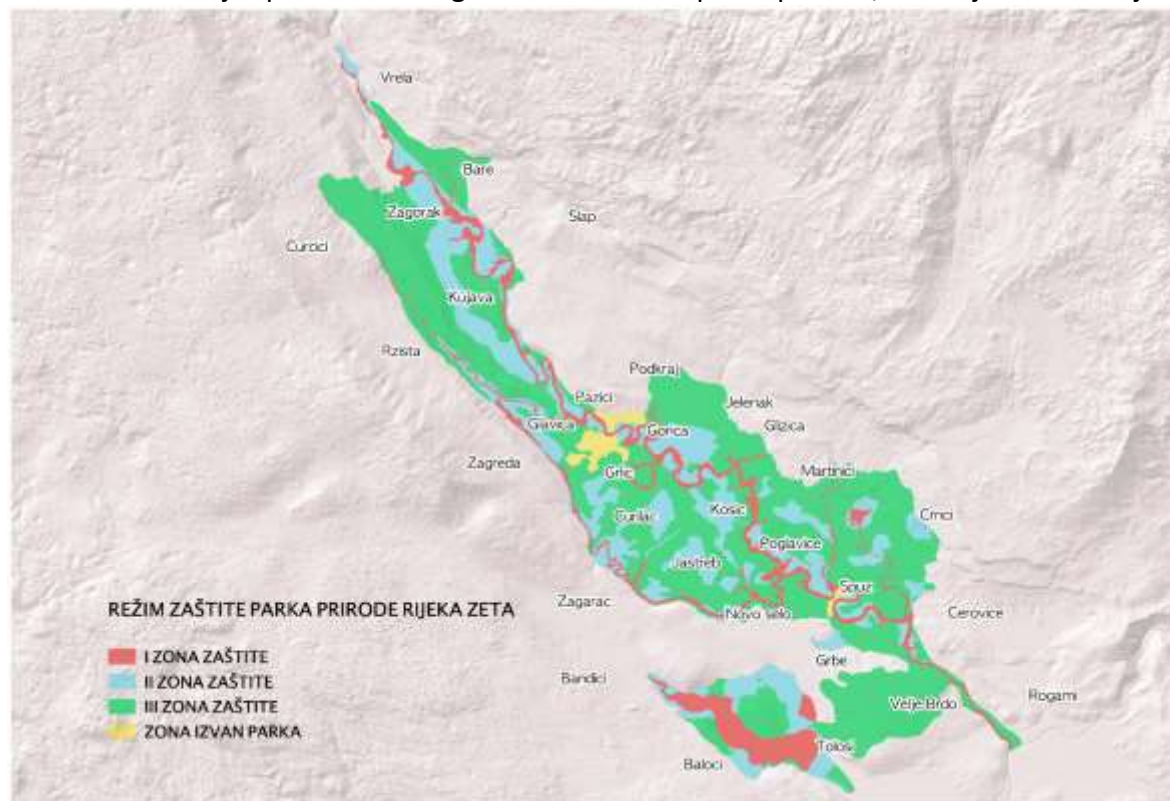 Vrela
Bare
Zagorak
Slap
Curcici
Kujava
Rzista
Podkraj
Pazici
Jelenak
Glavica
Gorica
Glizica
Zagreda
Grlic
Martinići
Curilac
Kosic
Crnci
Poglavice
Jastreb
Spuz
Zagarac
Novo selo
Cerovice
REŽIM ZAŠTITE PARKA PRIRODE RIJEKA ZETA
I ZONA ZAŠTITE
II ZONA ZAŠTITE
III ZONA ZAŠTITE
ZONA IZVAN PARKA
Grbe
Bandici
Velje Brdo
Rogami
Tolosi
Baloci